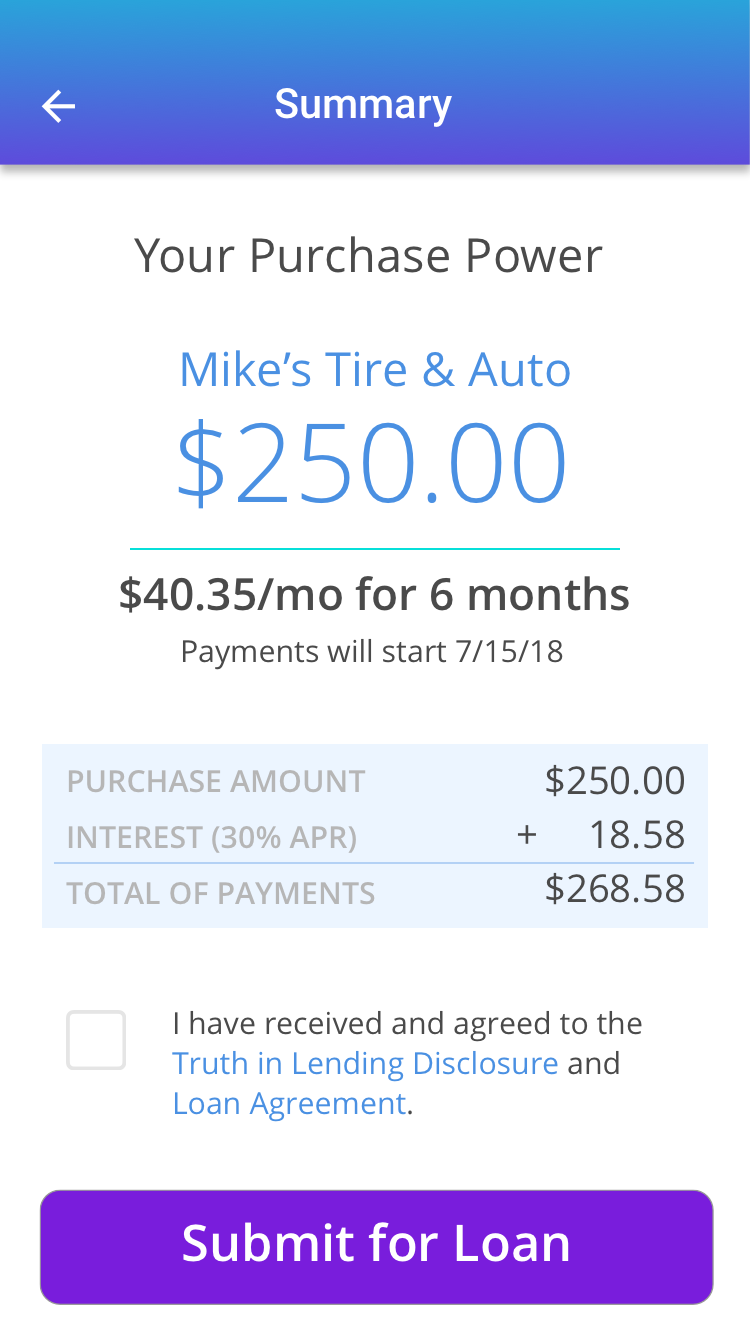 Summary
Your Purchase Power
Mike’s Tire & Auto
$250.00
$40.35/mo for 6 months
Payments will start 7/15/18
PURCHASE AMOUNT $250.00
INTEREST (30% APR) + 18.58
TOTAL OF PAYMENTS $268.58
I have received and agreed to the
Truth in Lending Disclosure and
Loan Agreement.
Submit for Loan